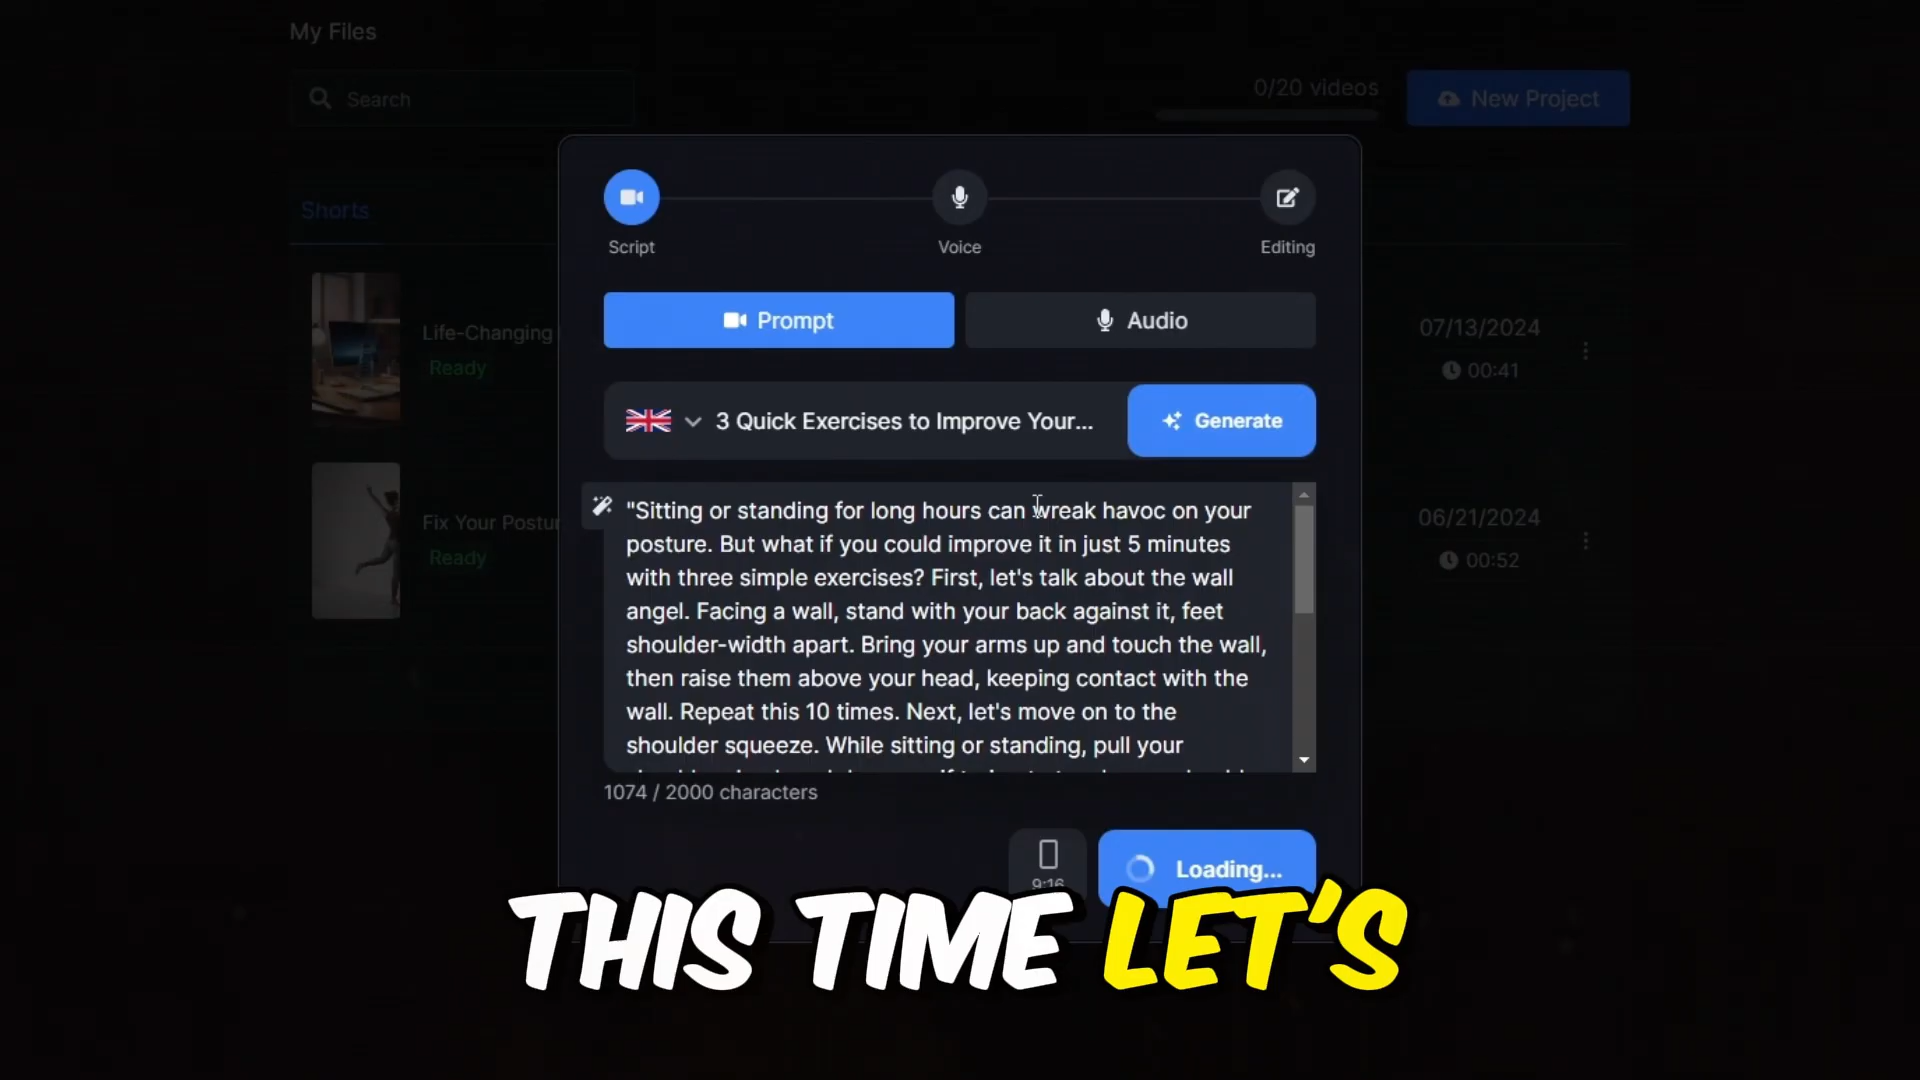 My Files
Search
0/20 videos
New Project
Shorts
Script
Voice
Editing
Prompt
Audio
Life-Changing
Ready
07/13/2024
00:41
3 Quick Exercises to Improve Your...
Generate
"Sitting or standing for long hours can wreak havoc on your
posture. But what if you could improve it in just 5 minutes
with three simple exercises? First, let's talk about the wall
angel. Facing a wall, stand with your back against it, feet
shoulder-width apart. Bring your arms up and touch the wall,
then raise them above your head, keeping contact with the
wall. Repeat this 10 times. Next, let's move on to the
shoulder squeeze. While sitting or standing, pull your
Fix Your Postur
Ready
06/21/2024
00:52
1074 / 2000 characters
9:16
Loading...
THIS TIME LET'S